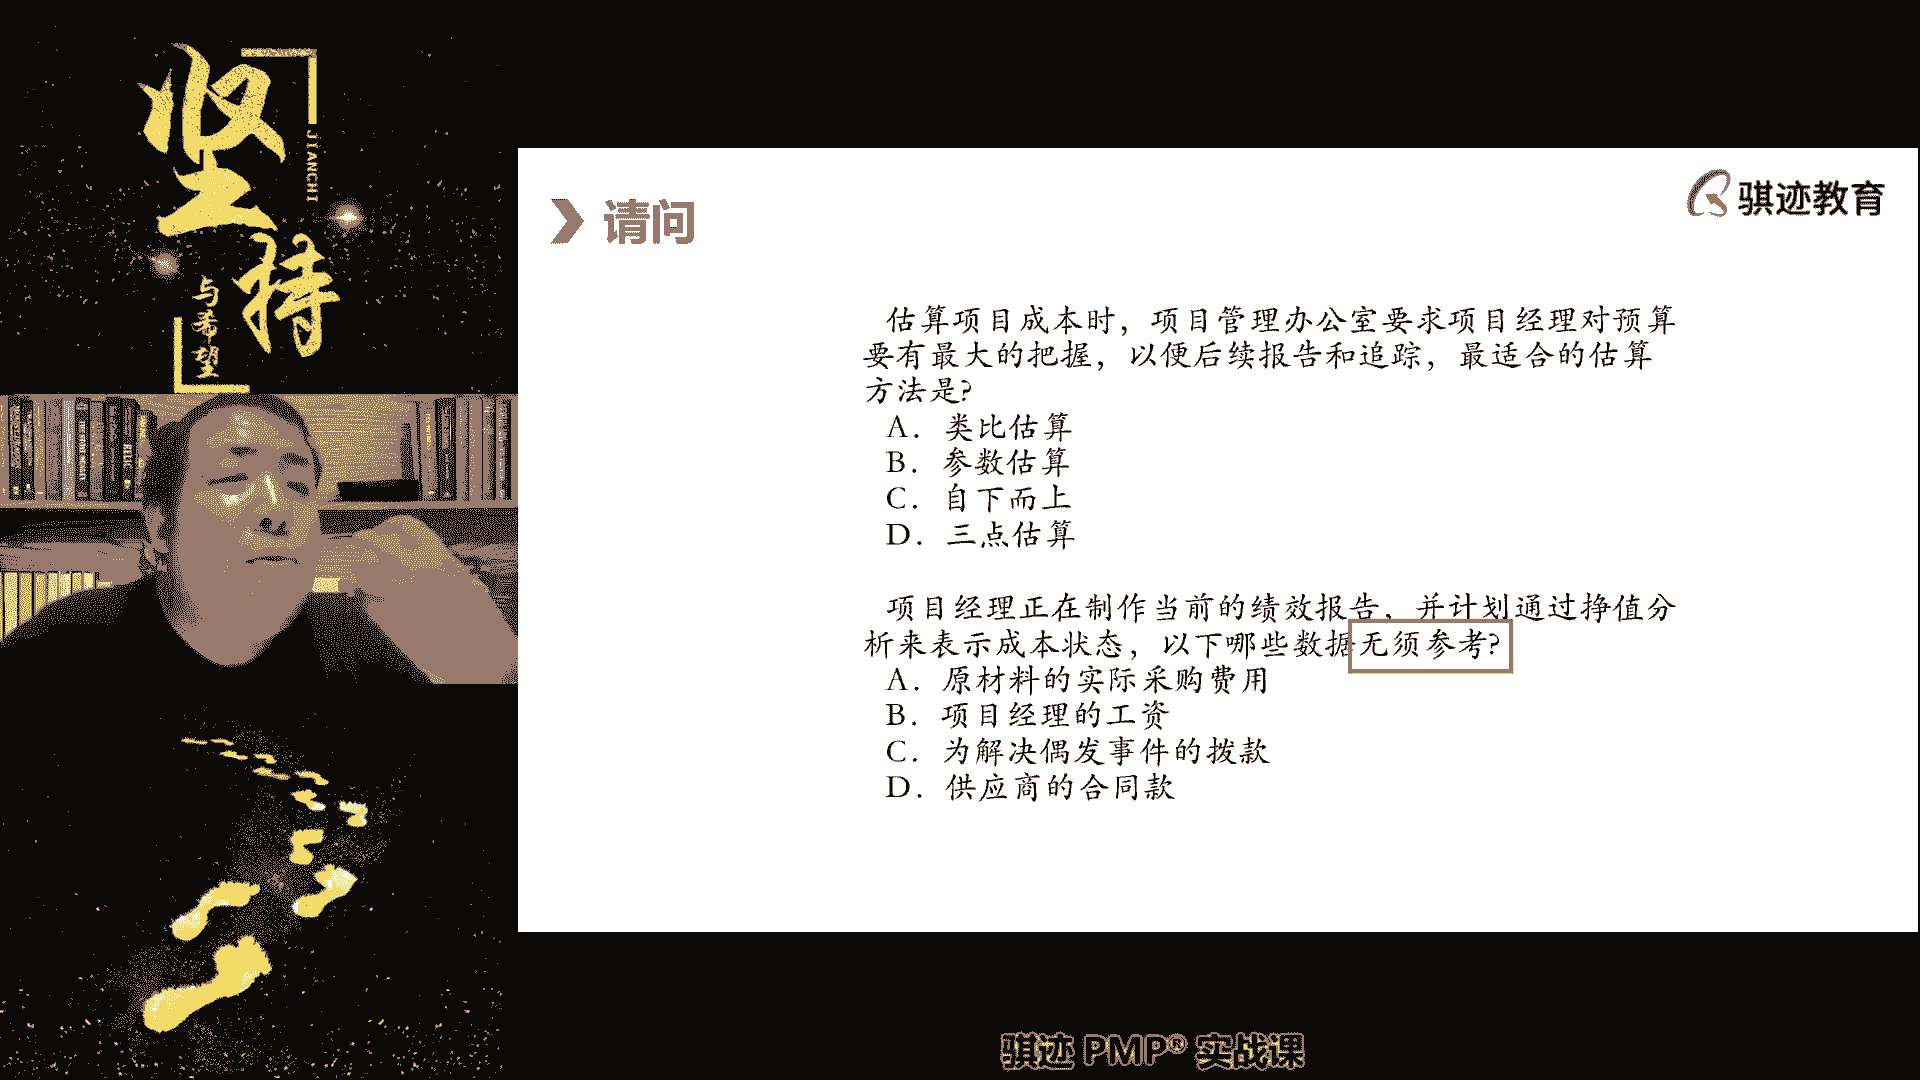 坚持
JIANCHI
与希望
请问
骐迹教育
估算项目成本时，项目管理办公室要求项目经理对预算
要有最大的把握，以便后续报告和追踪，最适合的估算
方法是?
A．类比估算
B．参数估算
C．自下而上
D．三点估算
项目经理正在制作当前的绩效报告，并计划通过挣值分
析来表示成本状态，以下哪些数据无须参考?
A．原材料的实际采购费用
B．项目经理的工资
C．为解决偶发事件的拨款
D．供应商的合同款
骐迹 PMP® 实战课